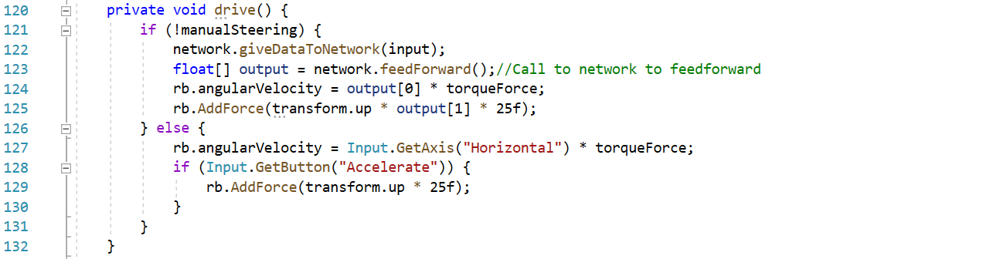 120 private void drive() {
121 if (!manualSteering) {
122 network.giveDataToNetwork(input);
123 float[] output = network.feedForward();//Call to network to feedforward
124 rb.angularVelocity = output[0] * torqueForce;
125 rb.AddForce(transform.up * output[1] * 25f);
126 } else {
127 rb.angularVelocity = Input.GetAxis("Horizontal") * torqueForce;
128 if (Input.GetButton("Accelerate")) {
129 rb.AddForce(transform.up * 25f);
130 }
131 }
132 }